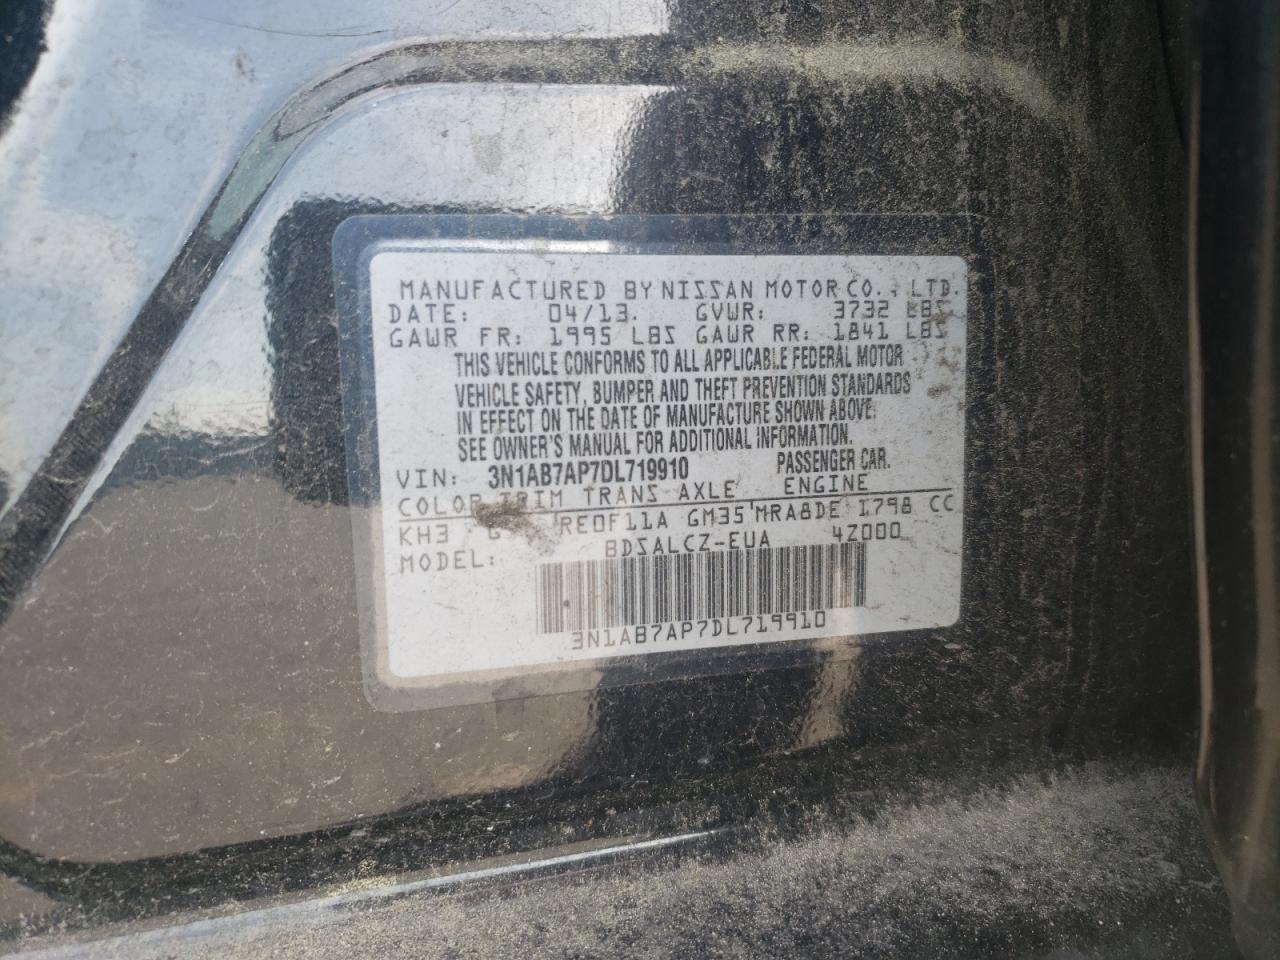 MANUFACTURED BY NISSAN MOTOR CO., LTD
DATE: 04/13. GVWR: 3732 LBS
GAWR FR: 1995 LBS GAWR RR: 1841 LBS
THIS VEHICLE CONFORMS TO ALL APPLICABLE FEDERAL MOTOR
VEHICLE SAFETY, BUMPER AND THEFT PREVENTION STANDARDS
IN EFFECT ON THE DATE OF MANUFACTURE SHOWN ABOVE.
SEE OWNER'S MANUAL FOR ADDITIONAL INFORMATION.
VIN: 3N1AB7AP7DL719910 PASSENGER CAR.
COLOR TRIM TRANS AXLE ENGINE
KH3 G RE0F11A GM35 MRA8DE 1798 CC
MODEL: BDSALCZ-EUA 4Z000
3N1AB7AP7DL719910